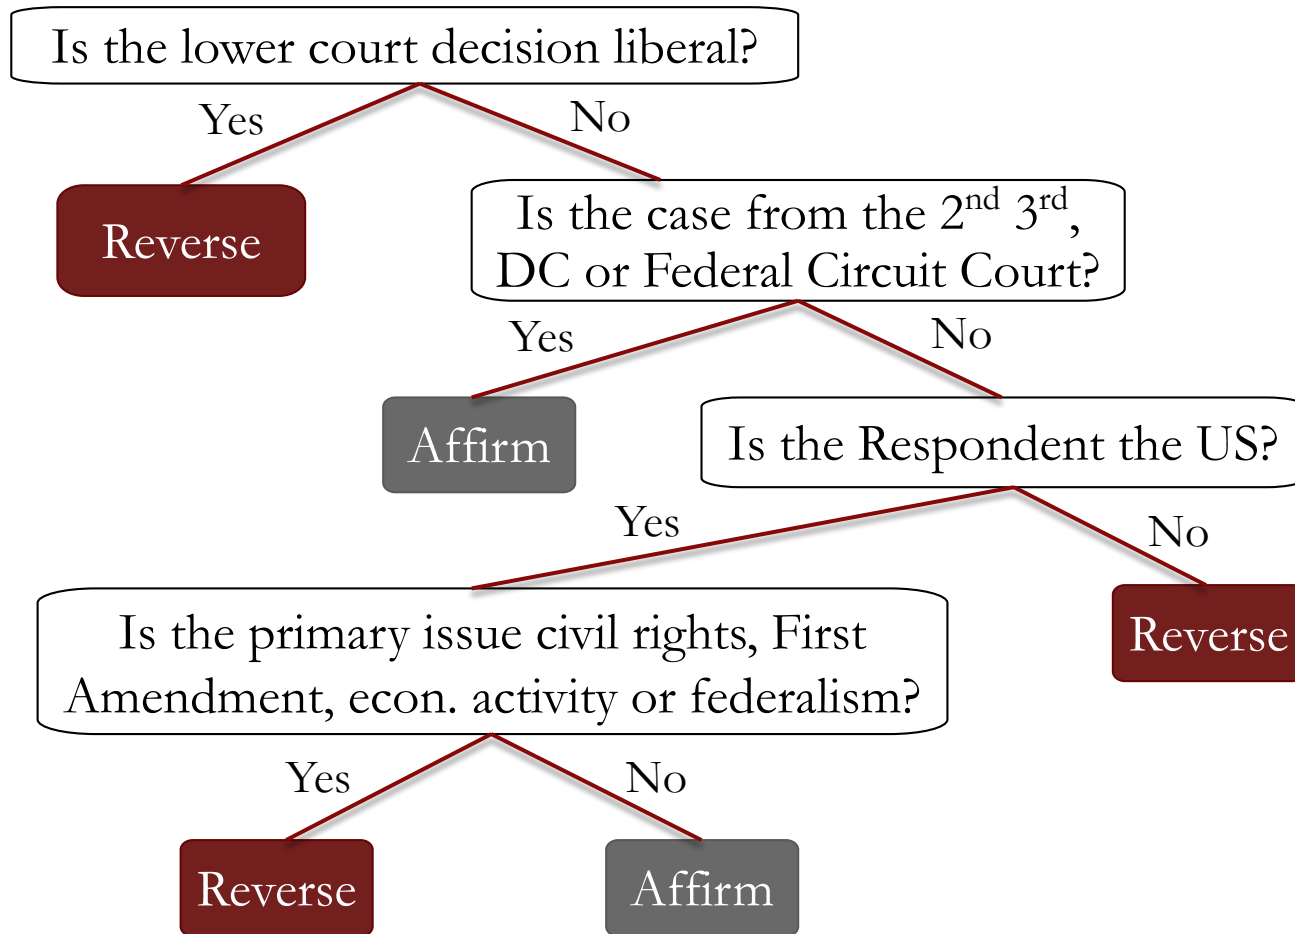 Is the lower court decision liberal?
Yes
No
Reverse
Is the case from the 2nd 3rd,
DC or Federal Circuit Court?
Yes
No
Affirm
Is the Respondent the US?
Yes
No
Reverse
Is the primary issue civil rights, First
Amendment, econ. activity or federalism?
Yes
No
Reverse
Affirm